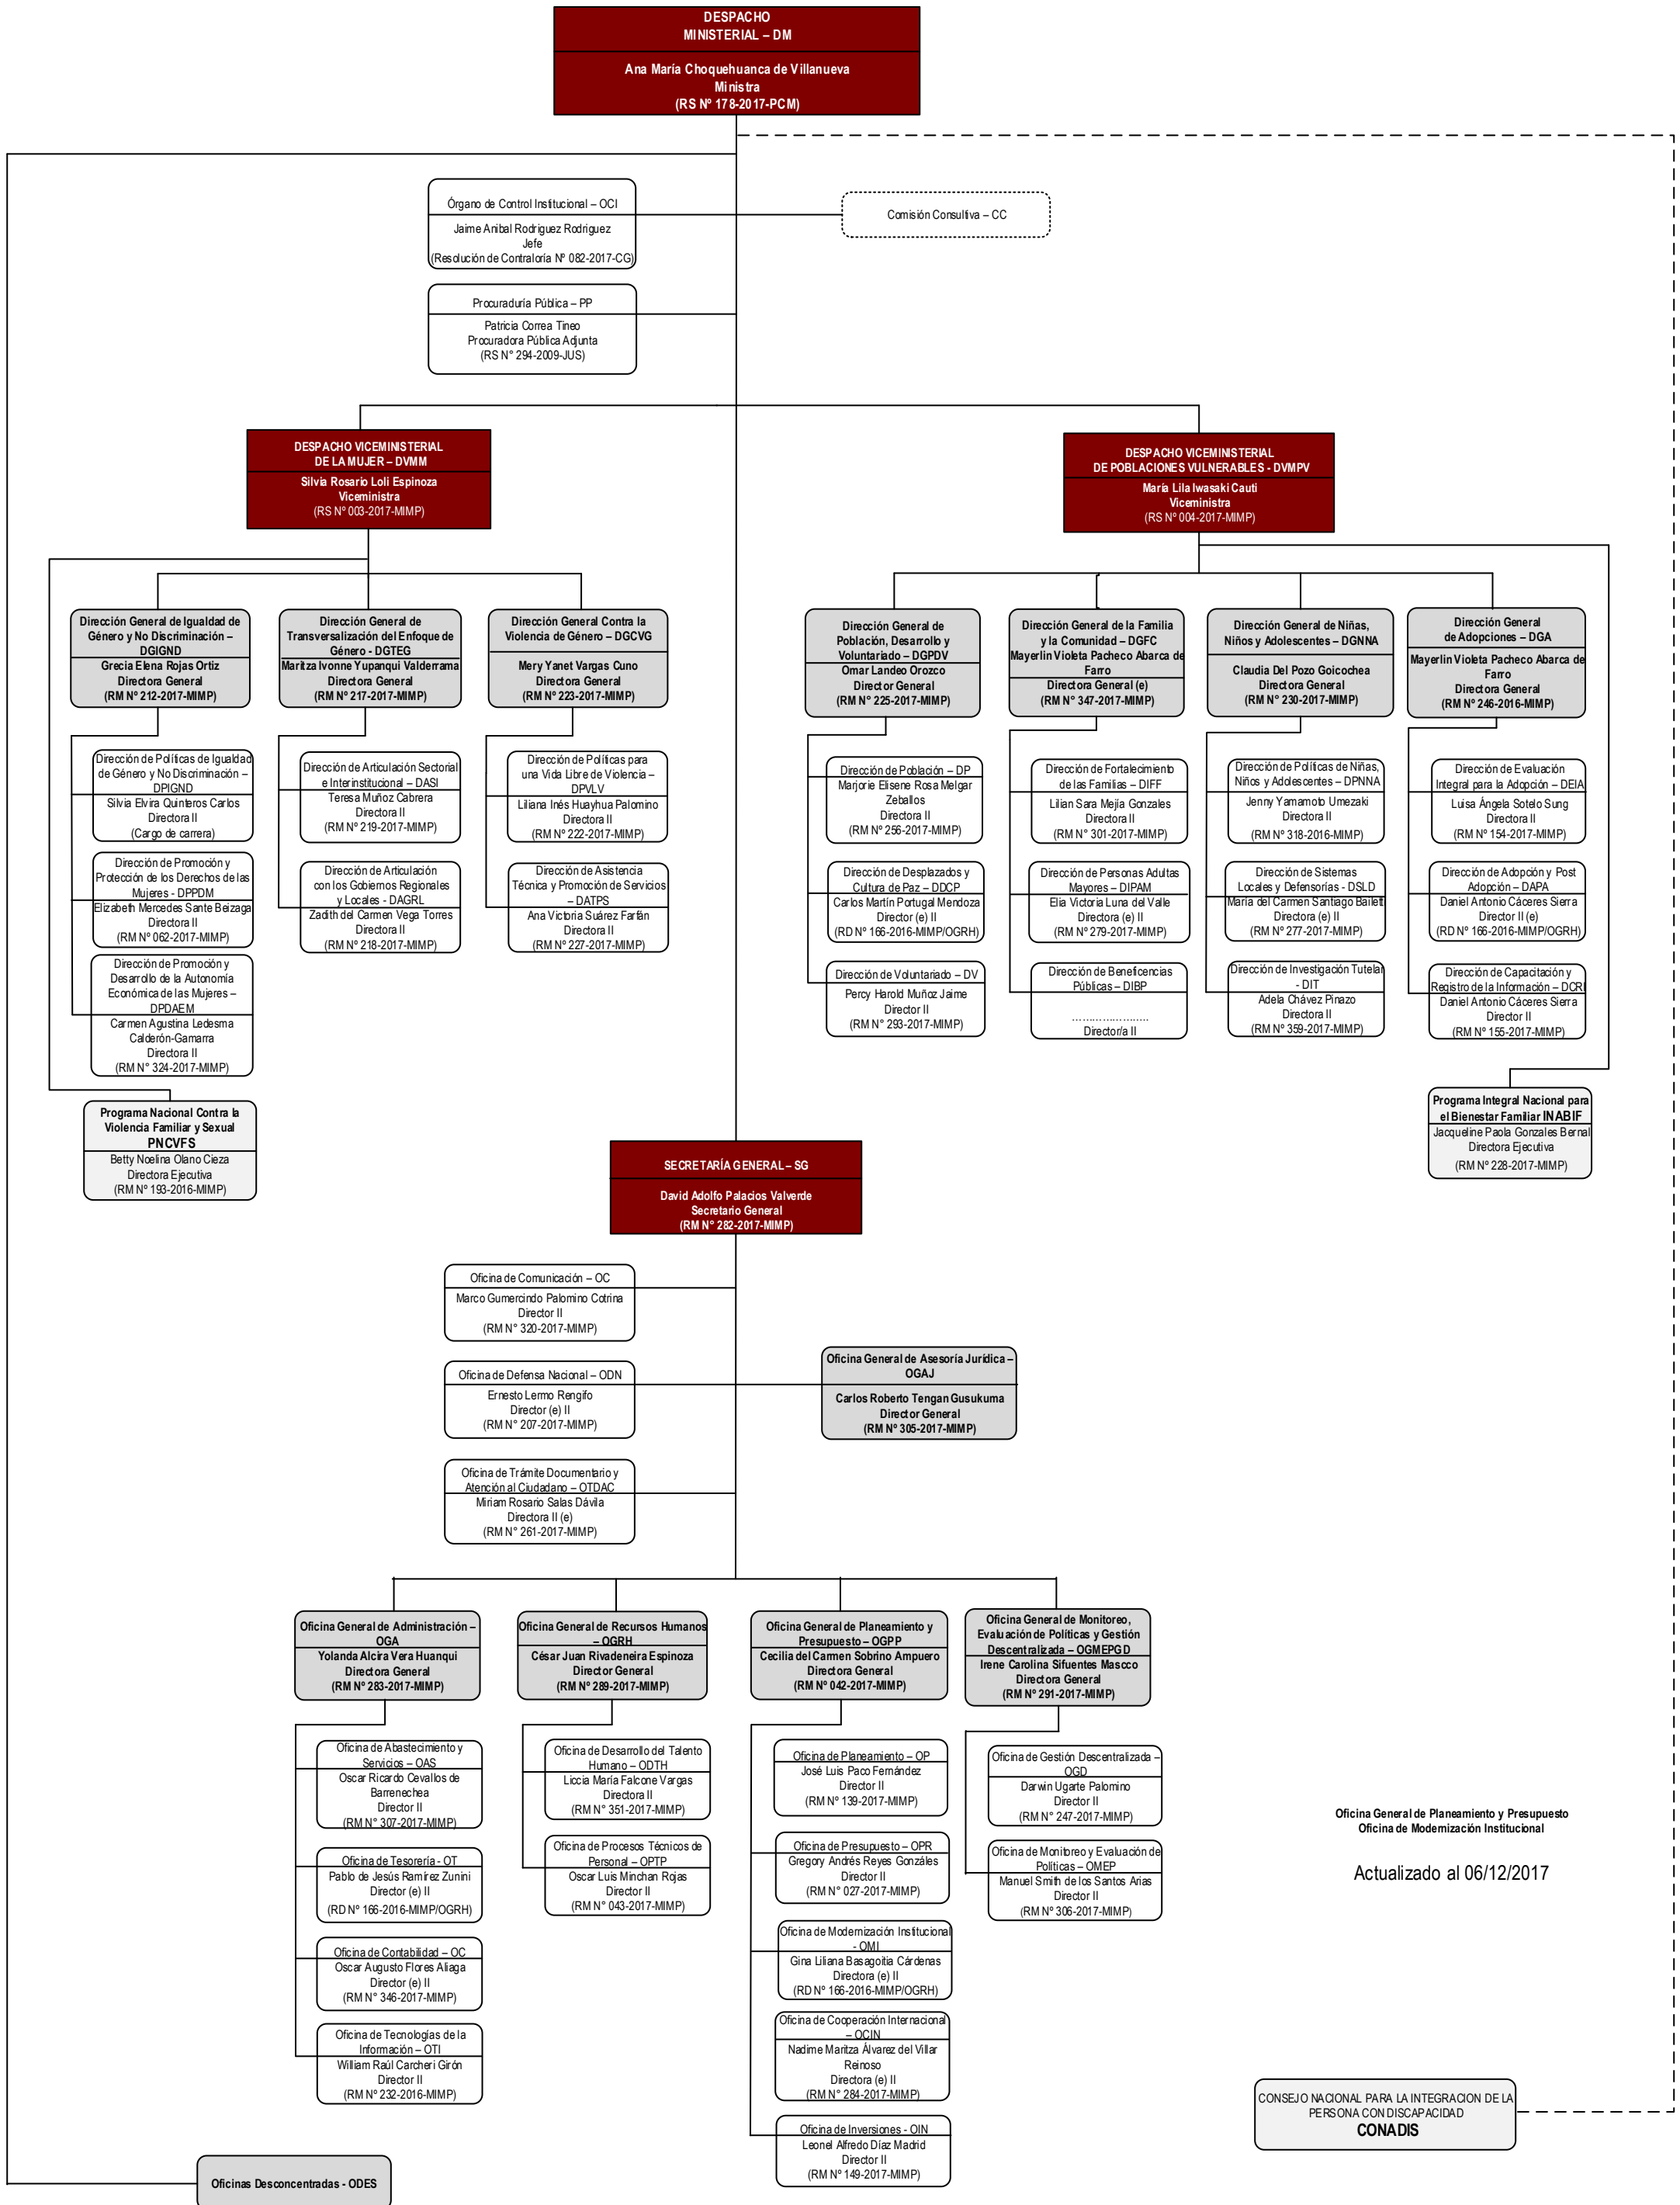 DESPACHO
MINISTERIAL – DM
Ana María Choquehuanca de Villanueva
Ministra
(RS Nº 178-2017-PCM)
Órgano de Control Institucional – OCI
Jaime Anibal Rodriguez Rodriguez
Jefe
(Resolución de Contraloría Nº 082-2017-CG)
Comisión Consultiva – CC
Procuraduría Pública – PP
Patricia Correa Tineo
Procuradora Pública Adjunta
(RS N° 294-2009-JUS)
DESPACHO VICEMINISTERIAL
DE LA MUJER – DVMM
Silvia Rosario Loli Espinoza
Viceministra
(RS Nº 003-2017-MIMP)
DESPACHO VICEMINISTERIAL
DE POBLACIONES VULNERABLES - DVMPV
María Lila Iwasaki Cauti
Viceministra
(RS Nº 004-2017-MIMP)
Dirección General de Igualdad de
Género y No Discriminación –
DGIGND
Grecia Elena Rojas Ortiz
Directora General
(RM Nº 212-2017-MIMP)
Dirección General de
Transversalización del Enfoque de
Género - DGTEG
Maritza Ivonne Yupanqui Valderrama
Directora General
(RM Nº 217-2017-MIMP)
Dirección General Contra la
Violencia de Género – DGCVG
Mery Yanet Vargas Cuno
Directora General
(RM Nº 223-2017-MIMP)
Dirección General de
Población, Desarrollo y
Voluntariado – DGPDV
Omar Landeo Orozco
Director General
(RM N° 225-2017-MIMP)
Dirección General de la Familia
y la Comunidad – DGFC
Mayerlin Violeta Pacheco Abarca de
Farro
Directora General (e)
(RM N° 347-2017-MIMP)
Dirección General de Niñas,
Niños y Adolescentes – DGNNA
Claudia Del Pozo Goicochea
Directora General
(RM N° 230-2017-MIMP)
Dirección General
de Adopciones – DGA
Mayerlin Violeta Pacheco Abarca de
Farro
Directora General
(RM Nº 246-2016-MIMP)
Dirección de Políticas de Igualdad
de Género y No Discriminación –
DPIGND
Silvia Elvira Quinteros Carlos
Directora II
(Cargo de carrera)
Dirección de Articulación Sectorial
e Interinstitucional – DASI
Teresa Muñoz Cabrera
Directora II
(RM Nº 219-2017-MIMP)
Dirección de Políticas para
una Vida Libre de Violencia –
DPVLV
Liliana Inés Huayhua Palomino
Directora II
(RM Nº 222-2017-MIMP)
Dirección de Población – DP
Marjorie Elisene Rosa Melgar
Zeballos
Directora II
(RM N° 256-2017-MIMP)
Dirección de Fortalecimiento
de las Familias – DIFF
Lilian Sara Mejía Gonzales
Directora II
(RM N° 301-2017-MIMP)
Dirección de Políticas de Niñas,
Niños y Adolescentes – DPNNA
Jenny Yamamoto Umezaki
Directora II
(RM Nº 318-2016-MIMP)
Dirección de Evaluación
Integral para la Adopción – DEIA
Luisa Ángela Sotelo Sung
Directora II
(RM Nº 154-2017-MIMP)
Dirección de Promoción y
Protección de los Derechos de las
Mujeres - DPPDM
Elizabeth Mercedes Sante Beizaga
Directora II
(RM Nº 062-2017-MIMP)
Dirección de Articulación
con los Gobiernos Regionales
y Locales - DAGRL
Zadith del Carmen Vega Torres
Directora II
(RM Nº 218-2017-MIMP)
Dirección de Asistencia
Técnica y Promoción de Servicios
– DATPS
Ana Victoria Suárez Farfán
Directora II
(RM Nº 227-2017-MIMP)
Dirección de Desplazados y
Cultura de Paz – DDCP
Carlos Martín Portugal Mendoza
Director (e) II
(RD Nº 166-2016-MIMP/OGRH)
Dirección de Personas Adultas
Mayores – DIPAM
Elia Victoria Luna del Valle
Directora (e) II
(RM N° 279-2017-MIMP)
Dirección de Sistemas
Locales y Defensorías - DSLD
María del Carmen Santiago Bailetti
Directora (e) II
(RM N° 277-2017-MIMP)
Dirección de Adopción y Post
Adopción – DAPA
Daniel Antonio Cáceres Sierra
Director II (e)
(RD Nº 166-2016-MIMP/OGRH)
Dirección de Promoción y
Desarrollo de la Autonomía
Económica de las Mujeres –
DPDAEM
Carmen Agustina Ledesma
Calderón-Gamarra
Directora II
(RM N° 324-2017-MIMP)
Dirección de Voluntariado – DV
Percy Harold Muñoz Jaime
Director II
(RM N° 293-2017-MIMP)
Dirección de Beneficencias
Públicas – DIBP
…………………..
Director/a II
Dirección de Investigación Tutelar
- DIT
Adela Chávez Pinazo
Directora II
(RM N° 359-2017-MIMP)
Dirección de Capacitación y
Registro de la Información – DCRI
Daniel Antonio Cáceres Sierra
Director II
(RM N° 155-2017-MIMP)
Programa Nacional Contra la
Violencia Familiar y Sexual
PNCVFS
Betty Noelina Olano Cieza
Directora Ejecutiva
(RM Nº 193-2016-MIMP)
Programa Integral Nacional para
el Bienestar Familiar INABIF
Jacqueline Paola Gonzales Bernal
Directora Ejecutiva
(RM N° 228-2017-MIMP)
SECRETARÍA GENERAL – SG
David Adolfo Palacios Valverde
Secretario General
(RM N° 282-2017-MIMP)
Oficina de Comunicación – OC
Marco Gumercindo Palomino Cotrina
Director II
(RM N° 320-2017-MIMP)
Oficina de Defensa Nacional – ODN
Ernesto Lermo Rengifo
Director (e) II
(RM N° 207-2017-MIMP)
Oficina General de Asesoría Jurídica –
OGAJ
Carlos Roberto Tengan Gusukuma
Director General
(RM Nº 305-2017-MIMP)
Oficina de Trámite Documentario y
Atención al Ciudadano – OTDAC
Miriam Rosario Salas Dávila
Directora II (e)
(RM N° 261-2017-MIMP)
Oficina General de Administración –
OGA
Yolanda Alcira Vera Huanqui
Directora General
(RM Nº 283-2017-MIMP)
Oficina General de Recursos Humanos
– OGRH
César Juan Rivadeneira Espinoza
Director General
(RM N° 289-2017-MIMP)
Oficina General de Planeamiento y
Presupuesto – OGPP
Cecilia del Carmen Sobrino Ampuero
Directora General
(RM N° 042-2017-MIMP)
Oficina General de Monitoreo,
Evaluación de Políticas y Gestión
Descentralizada – OGMEPGD
Irene Carolina Sifuentes Mascco
Directora General
(RM N° 291-2017-MIMP)
Oficina de Abastecimiento y
Servicios – OAS
Oscar Ricardo Cevallos de
Barrenechea
Director II
(RM N° 307-2017-MIMP)
Oficina de Desarrollo del Talento
Humano – ODTH
Liccia María Falcone Vargas
Directora II
(RM N° 351-2017-MIMP)
Oficina de Planeamiento – OP
José Luis Paco Fernández
Director II
(RM N° 139-2017-MIMP)
Oficina de Gestión Descentralizada –
OGD
Darwin Ugarte Palomino
Director II
(RM N° 247-2017-MIMP)
Oficina de Tesorería - OT
Pablo de Jesús Ramírez Zunini
Director (e) II
(RD Nº 166-2016-MIMP/OGRH)
Oficina de Procesos Técnicos de
Personal – OPTP
Oscar Luis Minchan Rojas
Director II
(RM N° 043-2017-MIMP)
Oficina de Presupuesto – OPR
Gregory Andrés Reyes Gonzáles
Director II
(RM N° 027-2017-MIMP)
Oficina de Monitoreo y Evaluación de
Políticas – OMEP
Manuel Smith de los Santos Arias
Director II
(RM N° 306-2017-MIMP)
Oficina de Contabilidad – OC
Oscar Augusto Flores Aliaga
Director (e) II
(RM N° 346-2017-MIMP)
Oficina de Modernización Institucional
- OMI
Gina Liliana Basagoitia Cárdenas
Directora (e) II
(RD Nº 166-2016-MIMP/OGRH)
Oficina de Tecnologías de la
Información – OTI
William Raúl Carcheri Girón
Director II
(RM N° 232-2016-MIMP)
Oficina de Cooperación Internacional
– OCIN
Nadime Maritza Álvarez del Villar
Reinoso
Directora (e) II
(RM N° 284-2017-MIMP)
Oficina de Inversiones - OIN
Leonel Alfredo Díaz Madrid
Director II
(RM N° 149-2017-MIMP)
Oficina General de Planeamiento y Presupuesto
Oficina de Modernización Institucional
Actualizado al 06/12/2017
CONSEJO NACIONAL PARA LA INTEGRACION DE LA
PERSONA CON DISCAPACIDAD
CONADIS
Oficinas Desconcentradas - ODES